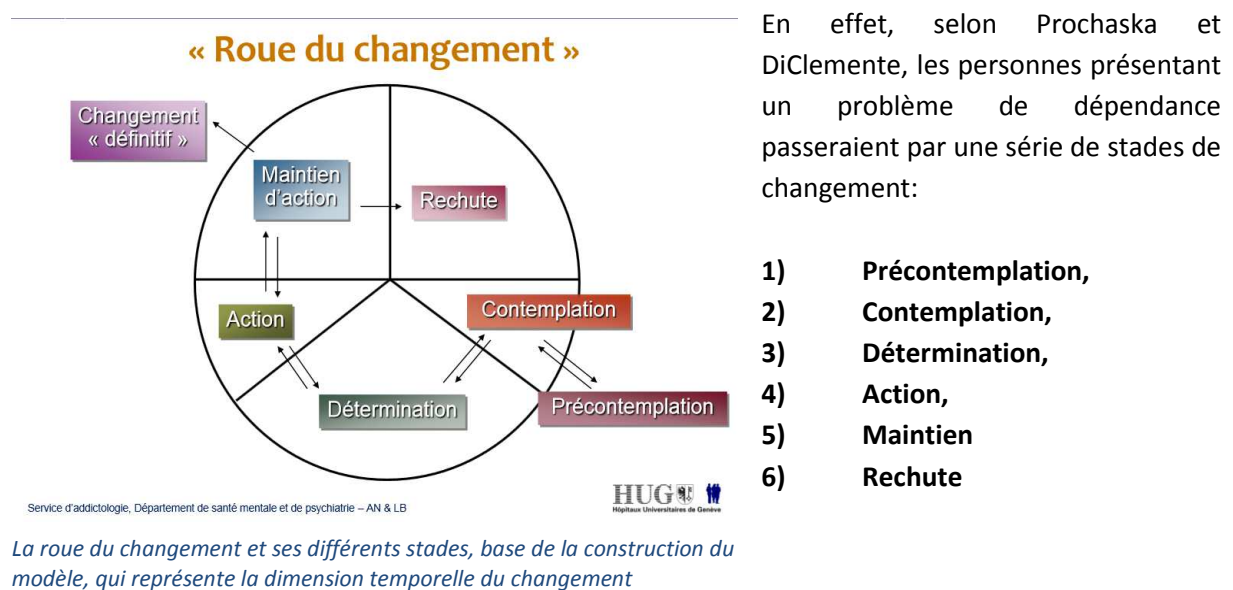 « Roue du changement »
Changement
« définitif »
Maintien
d'action
Rechute
Action
Contemplation
Détermination
Précontemplation
Service d'addictologie, Département de santé mentale et de psychiatrie – AN & LB
HUG
Hôpitaux Universitaires de Genève
La roue du changement et ses différents stades, base de la construction du
modèle, qui représente la dimension temporelle du changement
En effet, selon Prochaska et
DiClemente, les personnes présentant
un problème de dépendance
passeraient par une série de stades de
changement:
1) Précontemplation,
2) Contemplation,
3) Détermination,
4) Action,
5) Maintien
6) Rechute